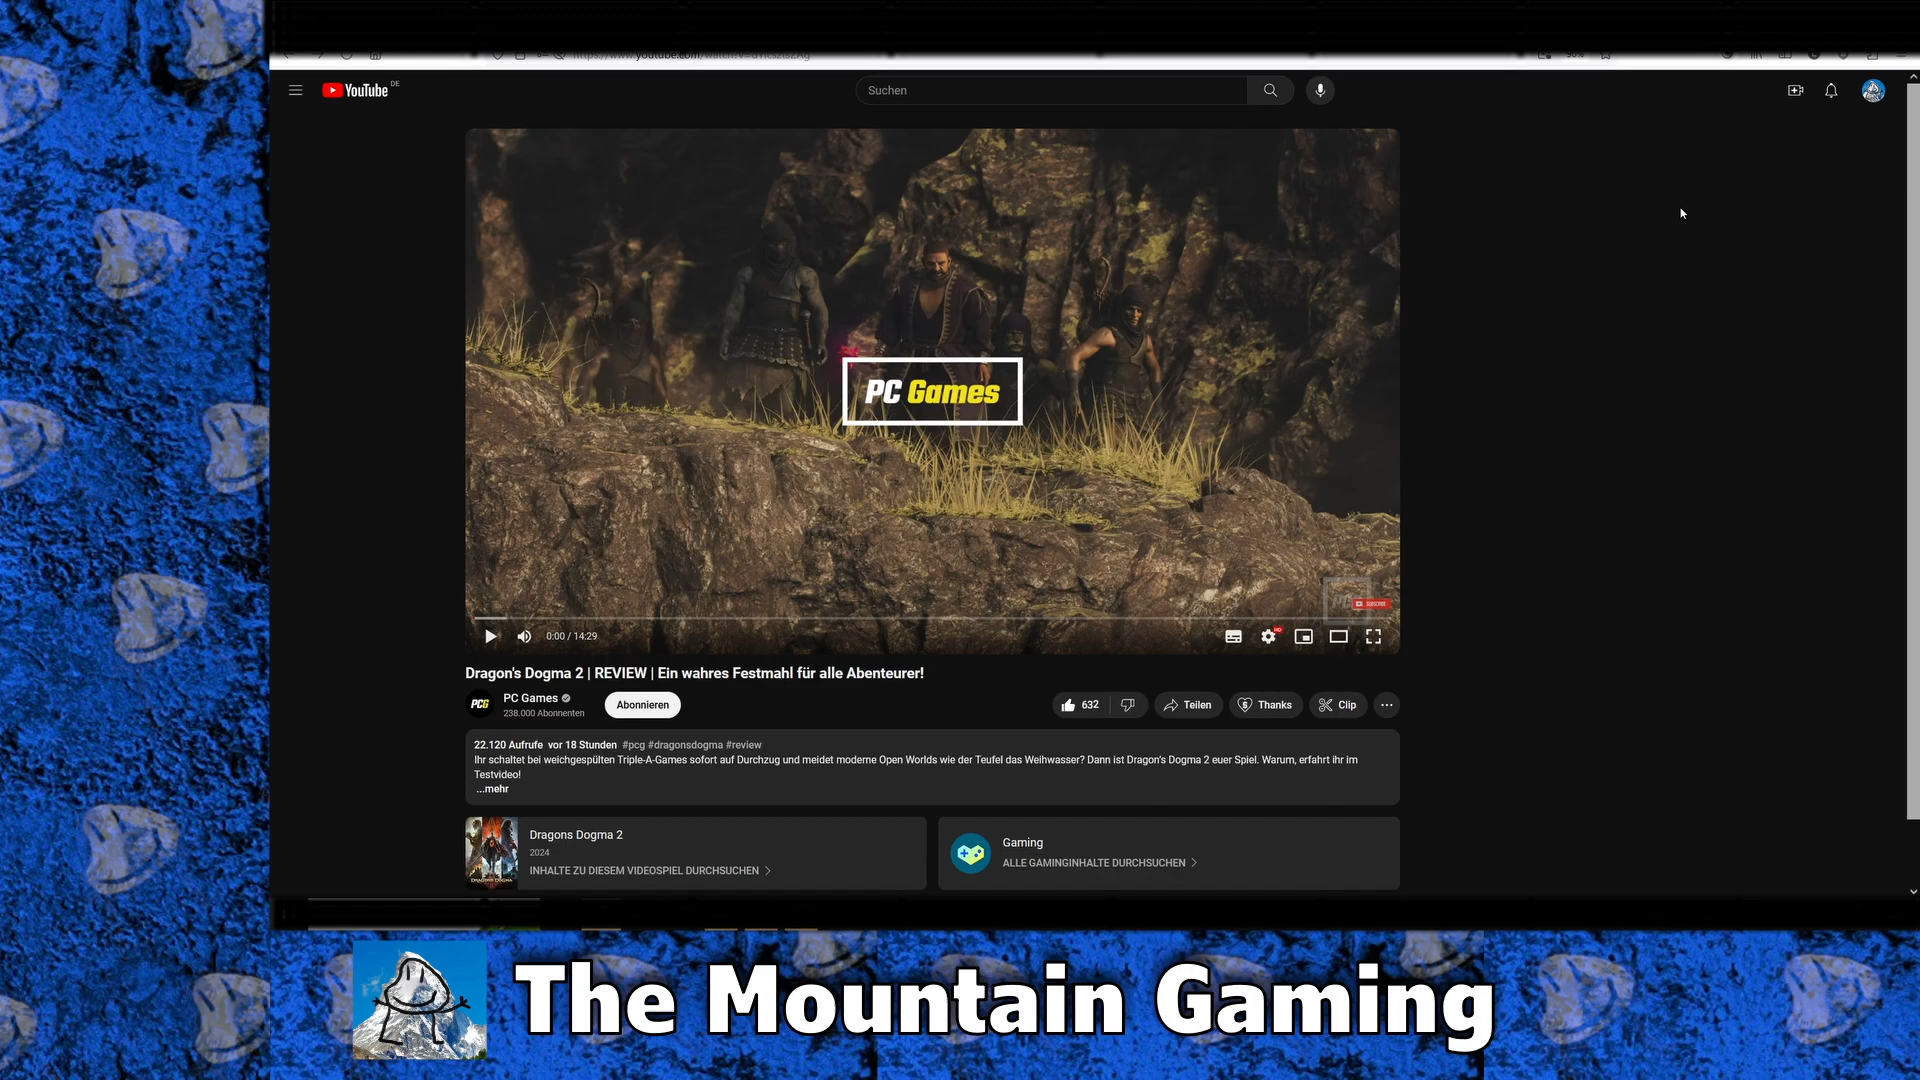 YouTube DE
Suchen
PC Games
SUBSCRIBE
0:00 / 14:29
HD
Dragon's Dogma 2 | REVIEW | Ein wahres Festmahl für alle Abenteurer!
PCG
PC Games
238.000 Abonnenten
Abonnieren
632
Teilen
Thanks
Clip
22.120 Aufrufe vor 18 Stunden #pcg #dragonsdogma #review
Ihr schaltet bei weichgespülten Triple-A-Games sofort auf Durchzug und meidet moderne Open Worlds wie der Teufel das Weihwasser? Dann ist Dragon's Dogma 2 euer Spiel. Warum, erfahrt ihr im
Testvideo!
...mehr
Dragons Dogma 2
2024
INHALTE ZU DIESEM VIDEOSPIEL DURCHSUCHEN
Gaming
ALLE GAMINGINHALTE DURCHSUCHEN
The Mountain Gaming